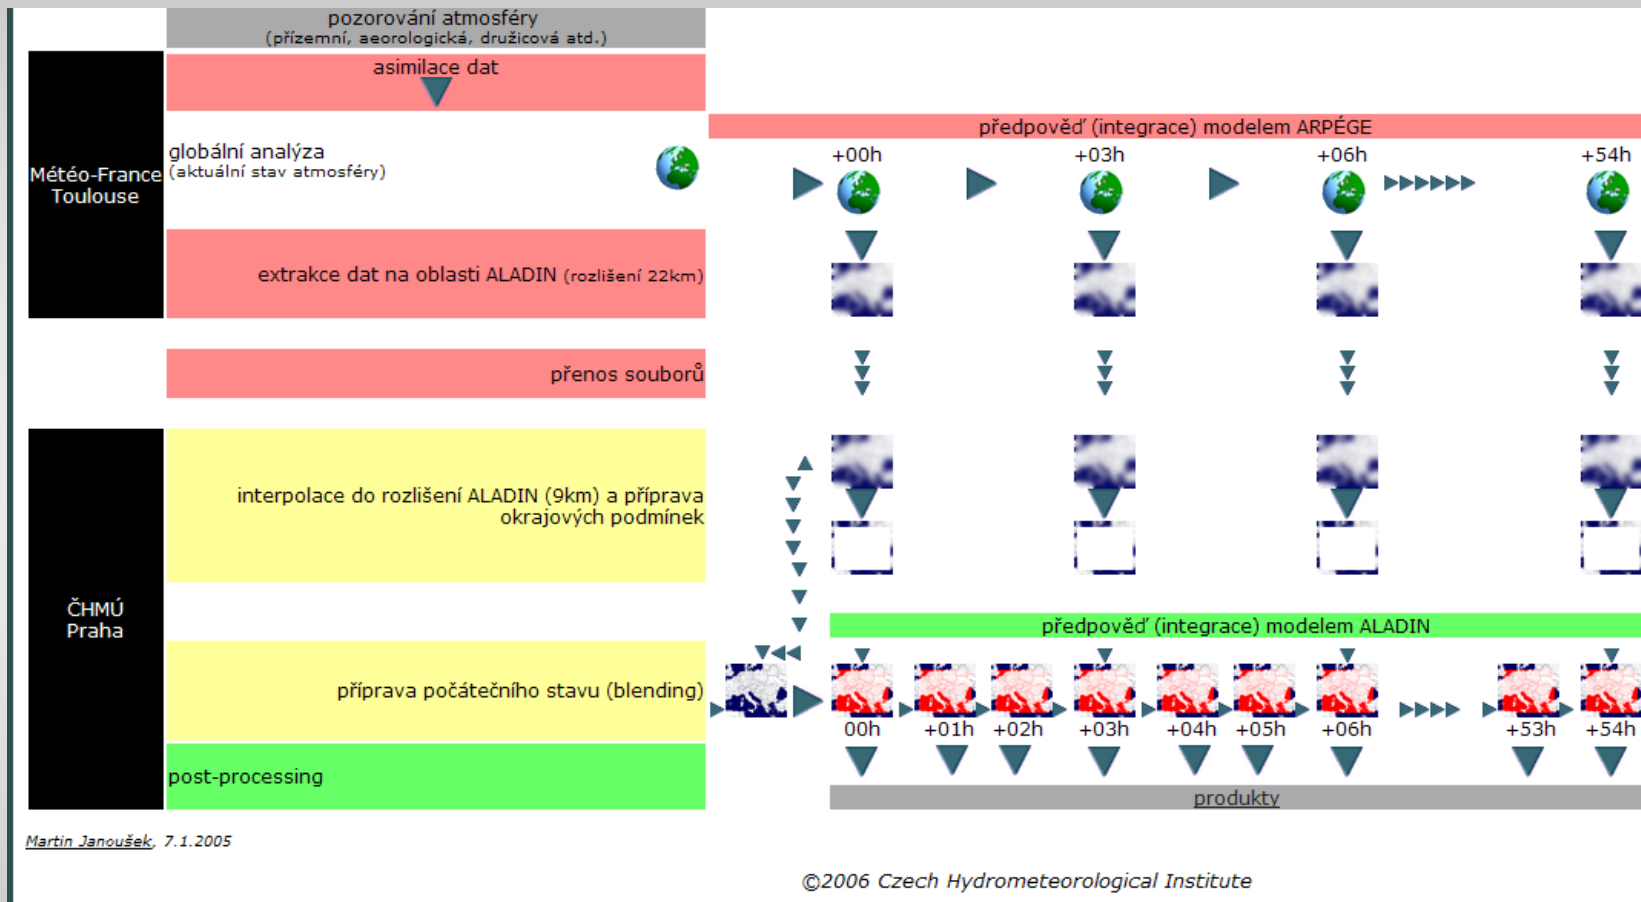 pozorování atmosféry
(přízemní, aeorologická, družicová atd.)
asimilace dat
předpověď (integrace) modelem ARPÉGE
Météo-France
Toulouse
globální analýza
(aktuální stav atmosféry)
+00h
+03h
+06h
+54h
extrakce dat na oblasti ALADIN (rozlišení 22km)
přenos souborů
ČHMÚ
Praha
interpolace do rozlišení ALADIN (9km) a příprava
okrajových podmínek
předpověď (integrace) modelem ALADIN
příprava počátečního stavu (blending)
00h
+01h
+02h
+03h
+04h
+05h
+06h
+53h
+54h
post-processing
produkty
Martin Janoušek, 7.1.2005
©2006 Czech Hydrometeorological Institute